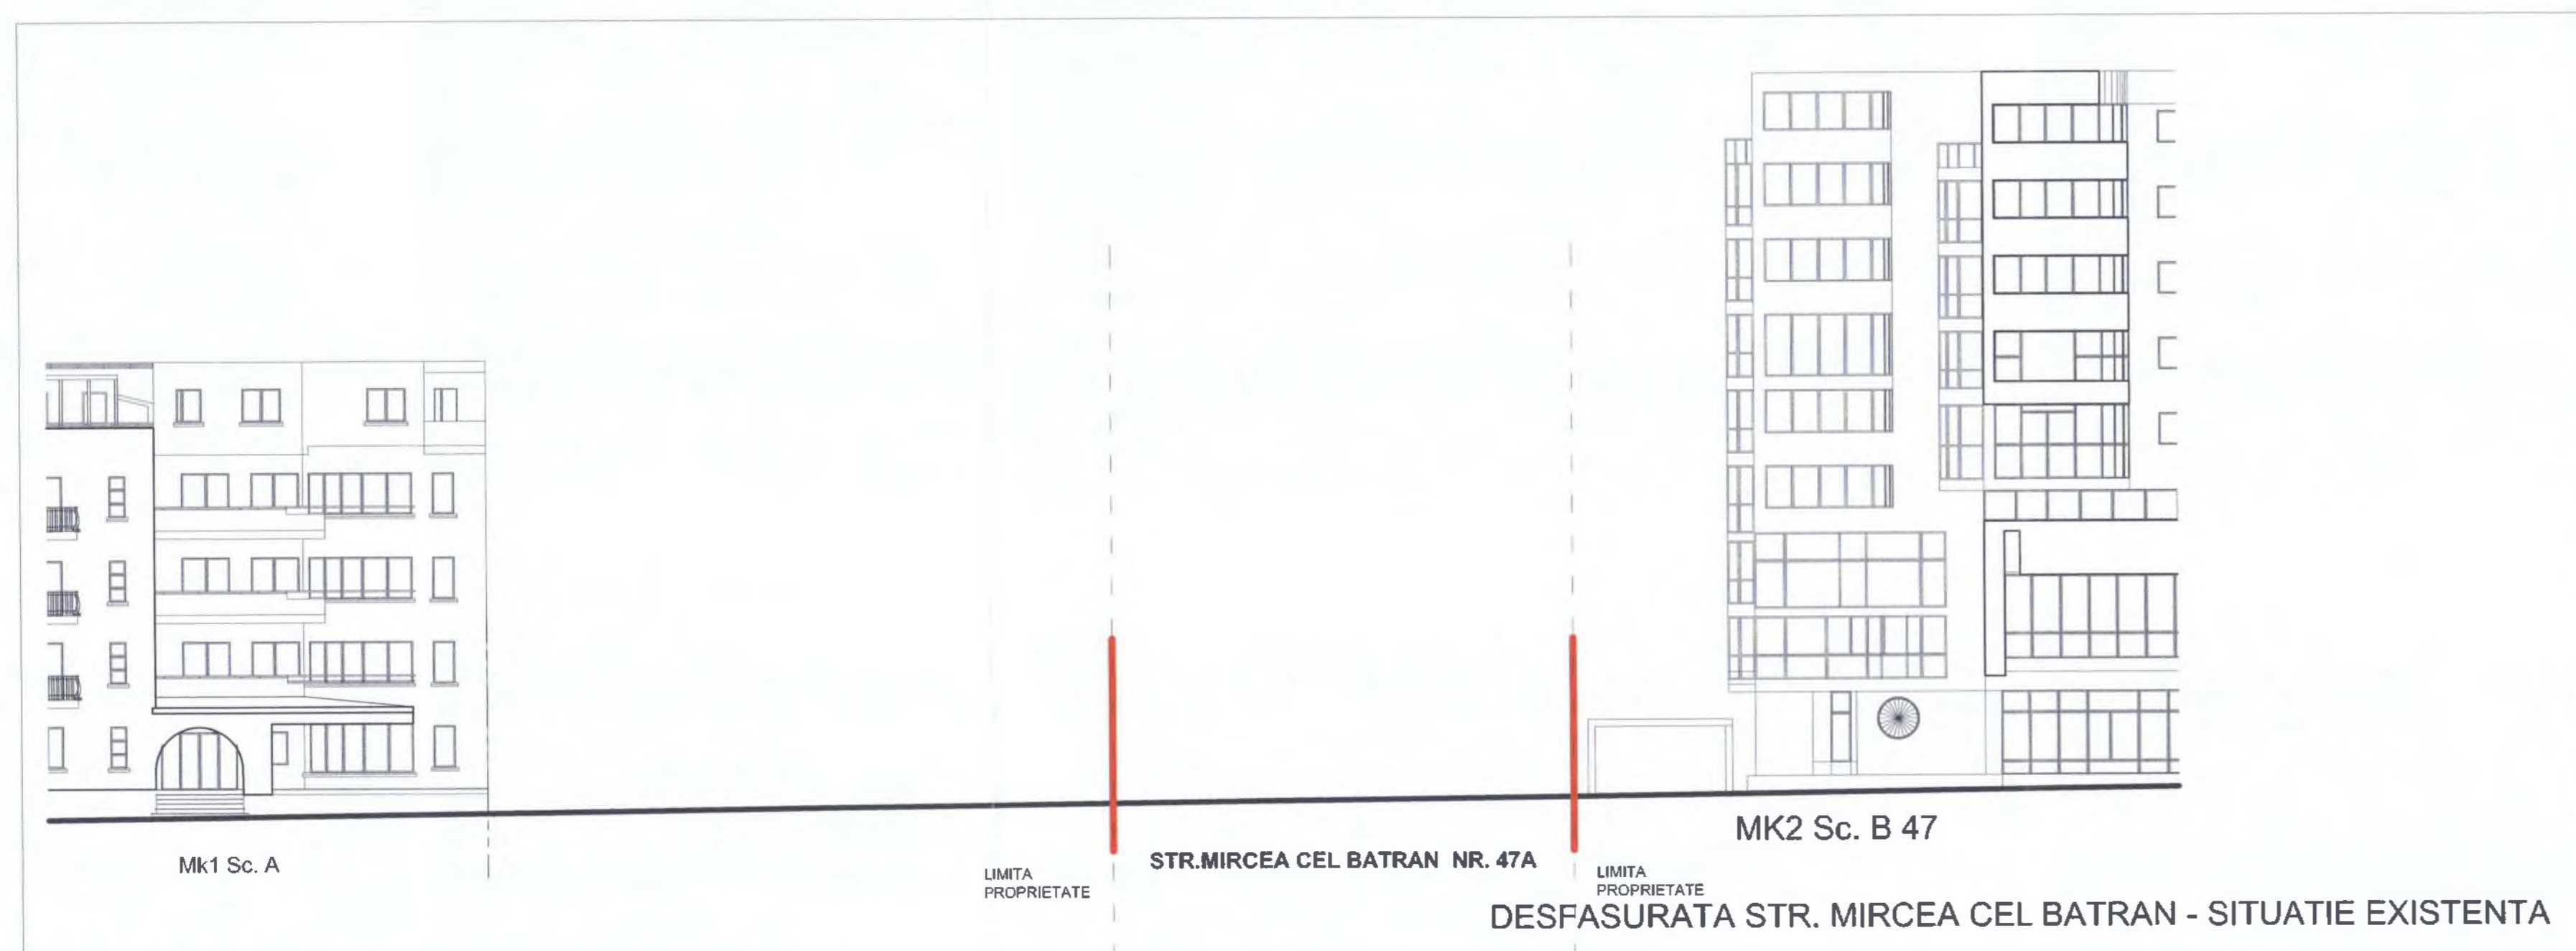 Mk1 Sc. A
LIMITA
PROPRIETATE
STR.MIRCEA CEL BATRAN NR. 47A
LIMITA
PROPRIETATE
MK2 Sc. B 47
DESFASURATA STR. MIRCEA CEL BATRAN - SITUATIE EXISTENTA